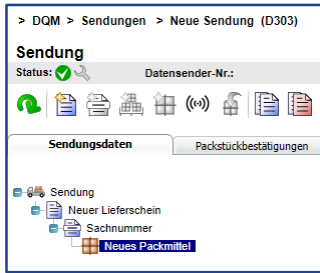 > DQM > Sendungen > Neue Sendung (D303)
Sendung
Status: Datensender-Nr.:
Sendungsdaten Packstückbestätigungen
Sendung
Neuer Lieferschein
Sachnummer
Neues Packmittel